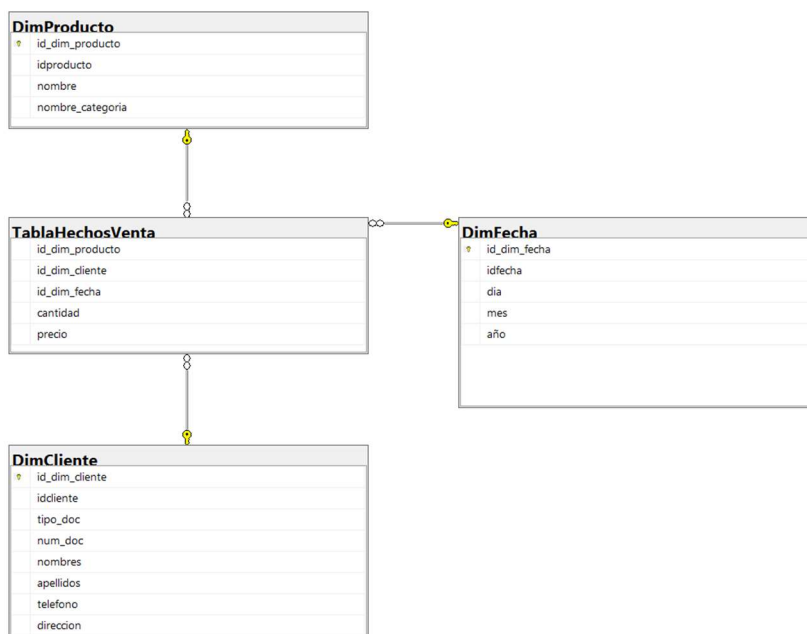 DimProducto
id_dim_producto
idproducto
nombre
nombre_categoria
TablaHechosVenta
id_dim_producto
id_dim_cliente
id_dim_fecha
cantidad
precio
DimFecha
id_dim_fecha
idfecha
dia
mes
año
DimCliente
id_dim_cliente
idcliente
tipo_doc
num_doc
nombres
apellidos
telefono
direccion